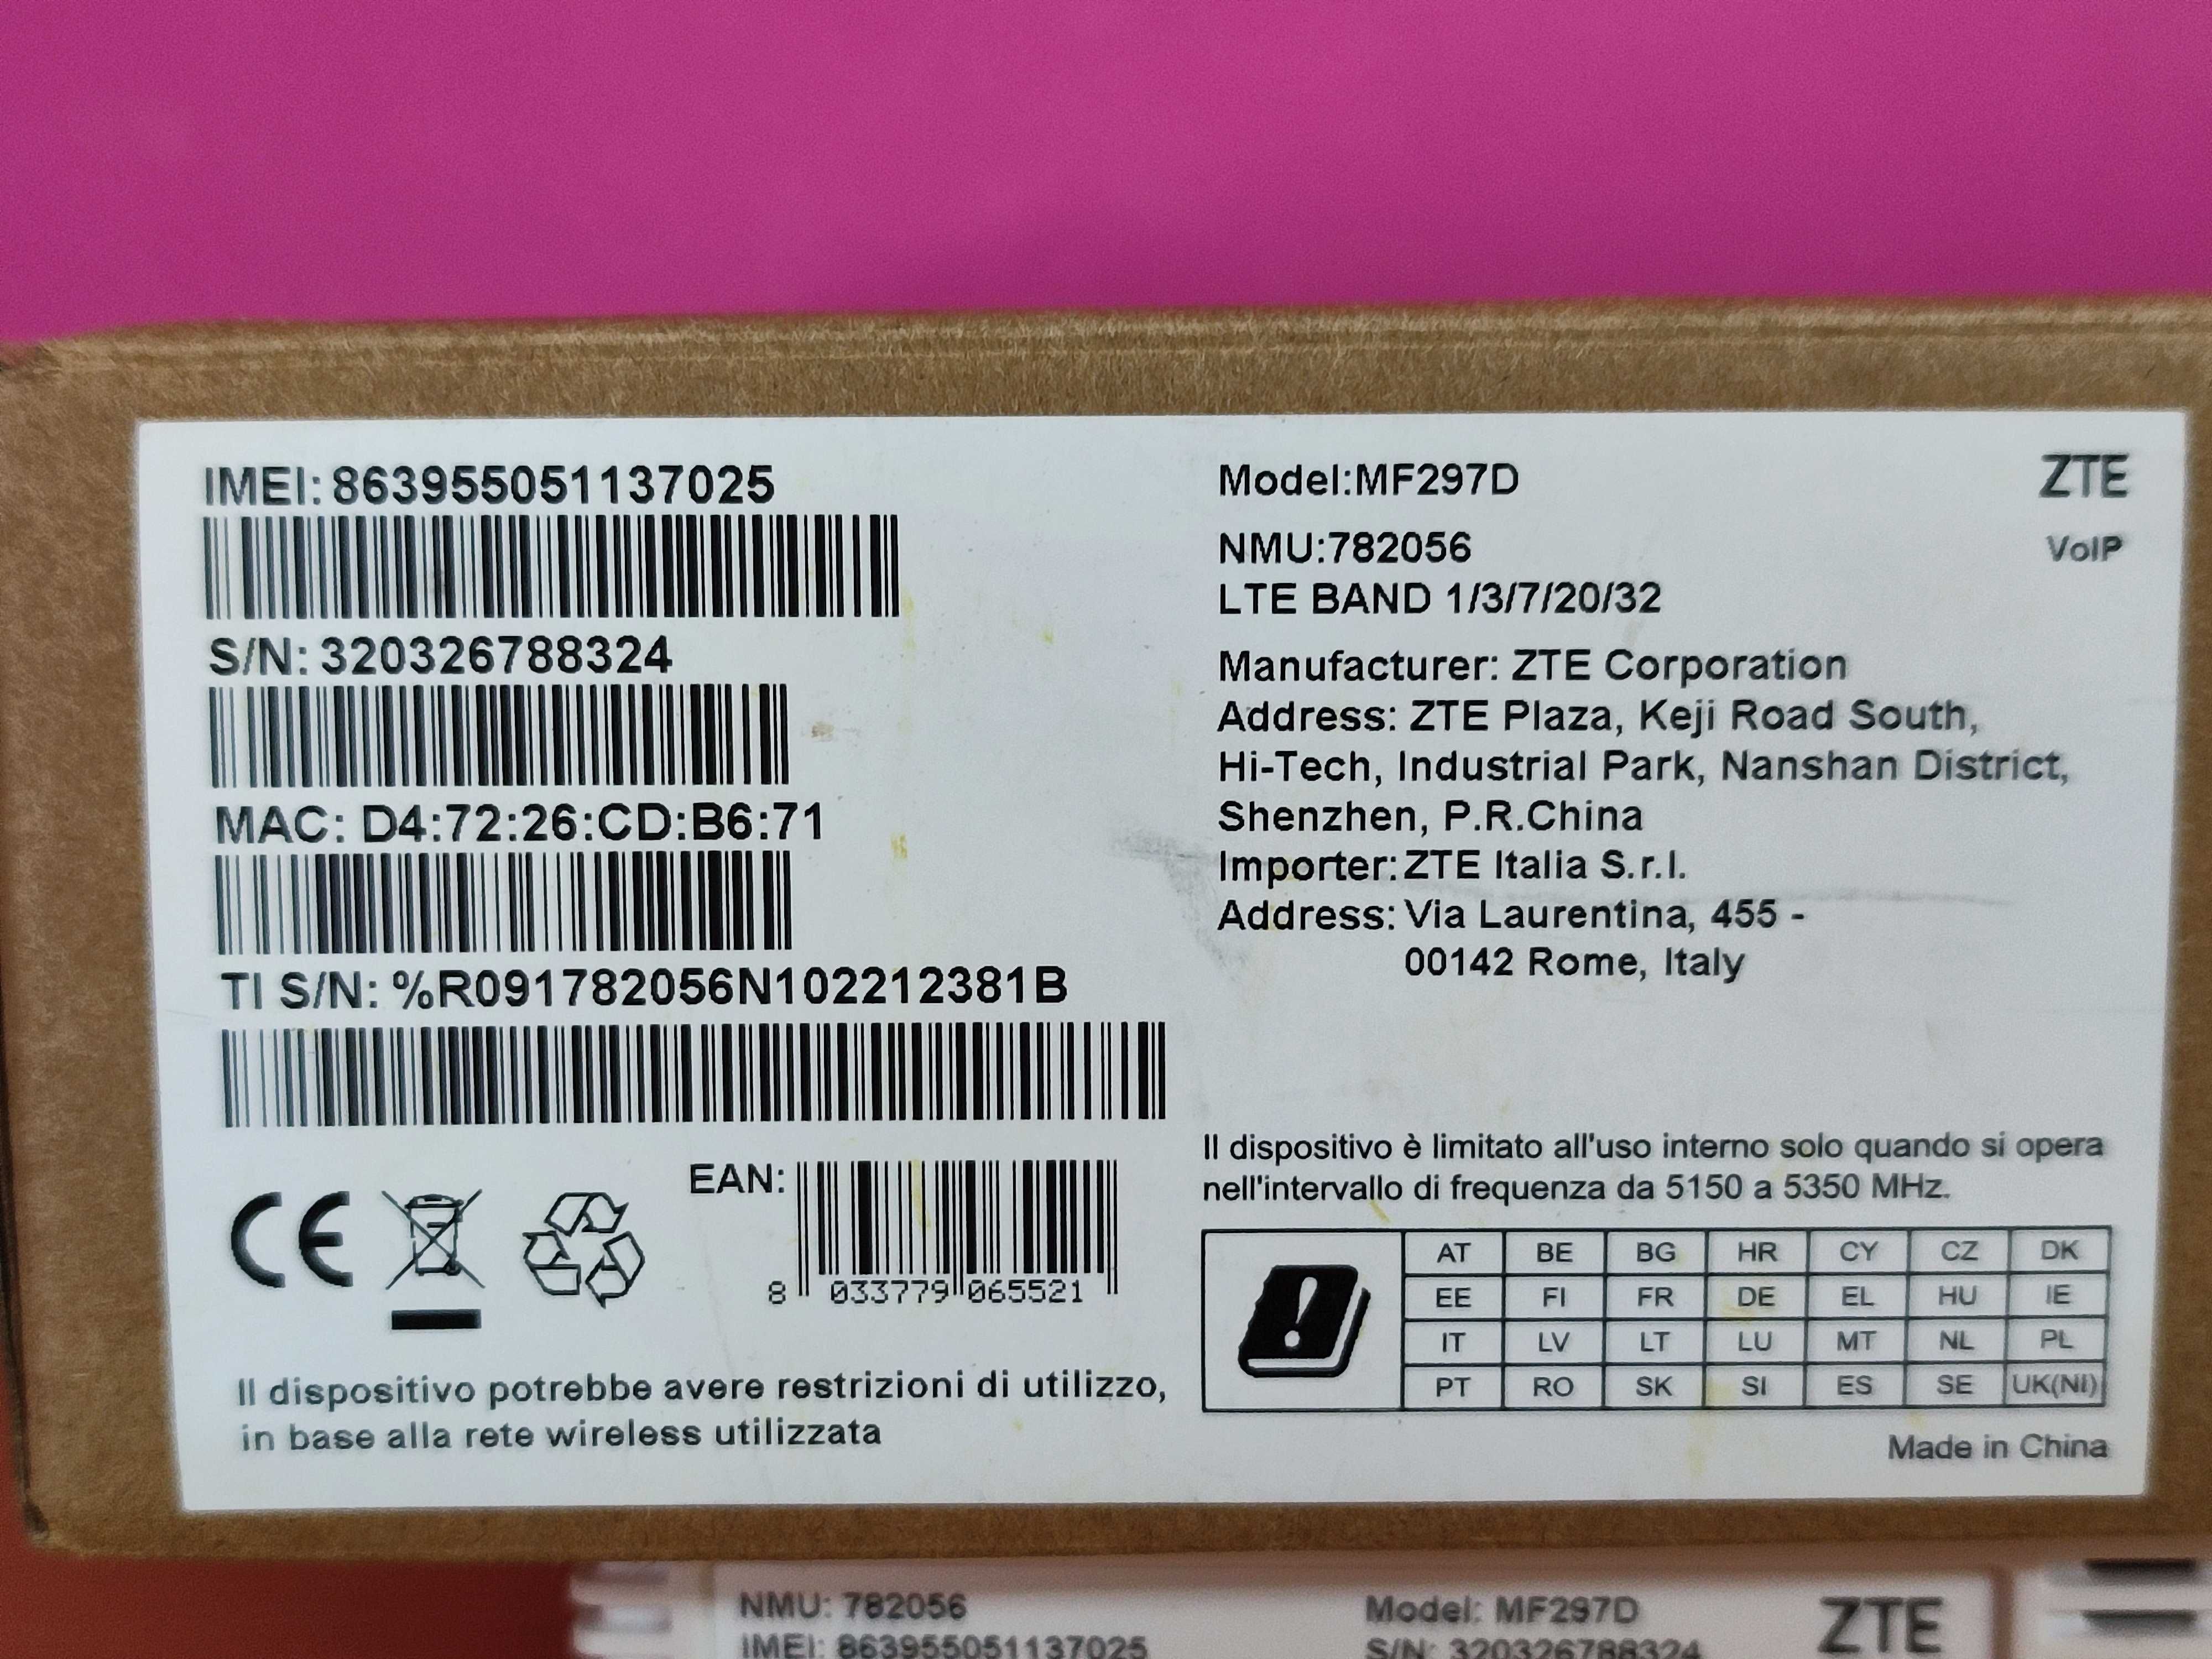 IMEI: 863955051137025
S/N: 320326788324
MAC: D4:72:26:CD:B6:71
TI S/N: %R091782056N102212381B
EAN:
8 033779 065521
Il dispositivo potrebbe avere restrizioni di utilizzo,
in base alla rete wireless utilizzata
Model:MF297D
ZTE
NMU:782056
VoIP
LTE BAND 1/3/7/20/32
Manufacturer: ZTE Corporation
Address: ZTE Plaza, Keji Road South,
Hi-Tech, Industrial Park, Nanshan District,
Shenzhen, P.R.China
Importer: ZTE Italia S.r.l.
Address: Via Laurentina, 455 -
00142 Rome, Italy
Il dispositivo è limitato all'uso interno solo quando si opera
nell'intervallo di frequenza da 5150 a 5350 MHz.
AT BE BG HR CY CZ DK
EE FI FR DE EL HU IE
IT LV LT LU MT NL PL
PT RO SK SI ES SE UK(NI)
Made in China
NMU: 782056 Model: MF297D ZTE
IMEI: 863955051137025 S/N: 320326788324